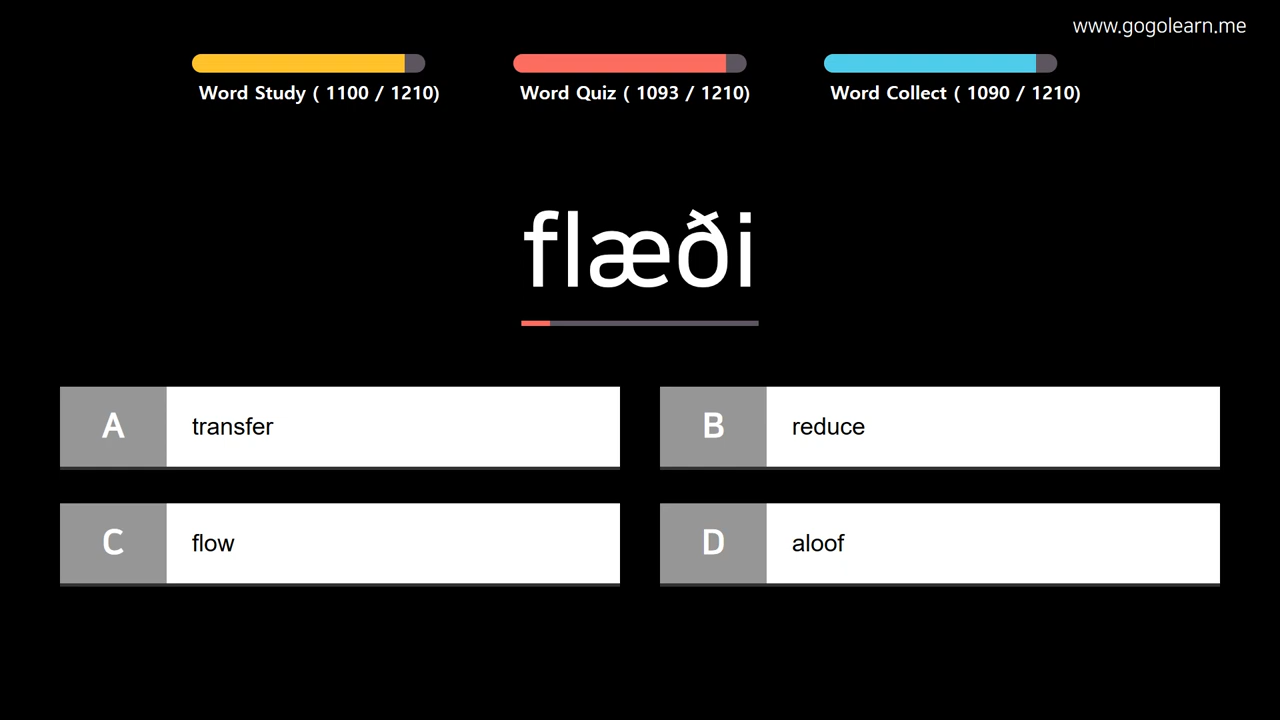 www.gogolearn.me
Word Study ( 1100 / 1210)
Word Quiz ( 1093 / 1210)
Word Collect ( 1090 / 1210)
flæði
A transfer
B reduce
C flow
D aloof